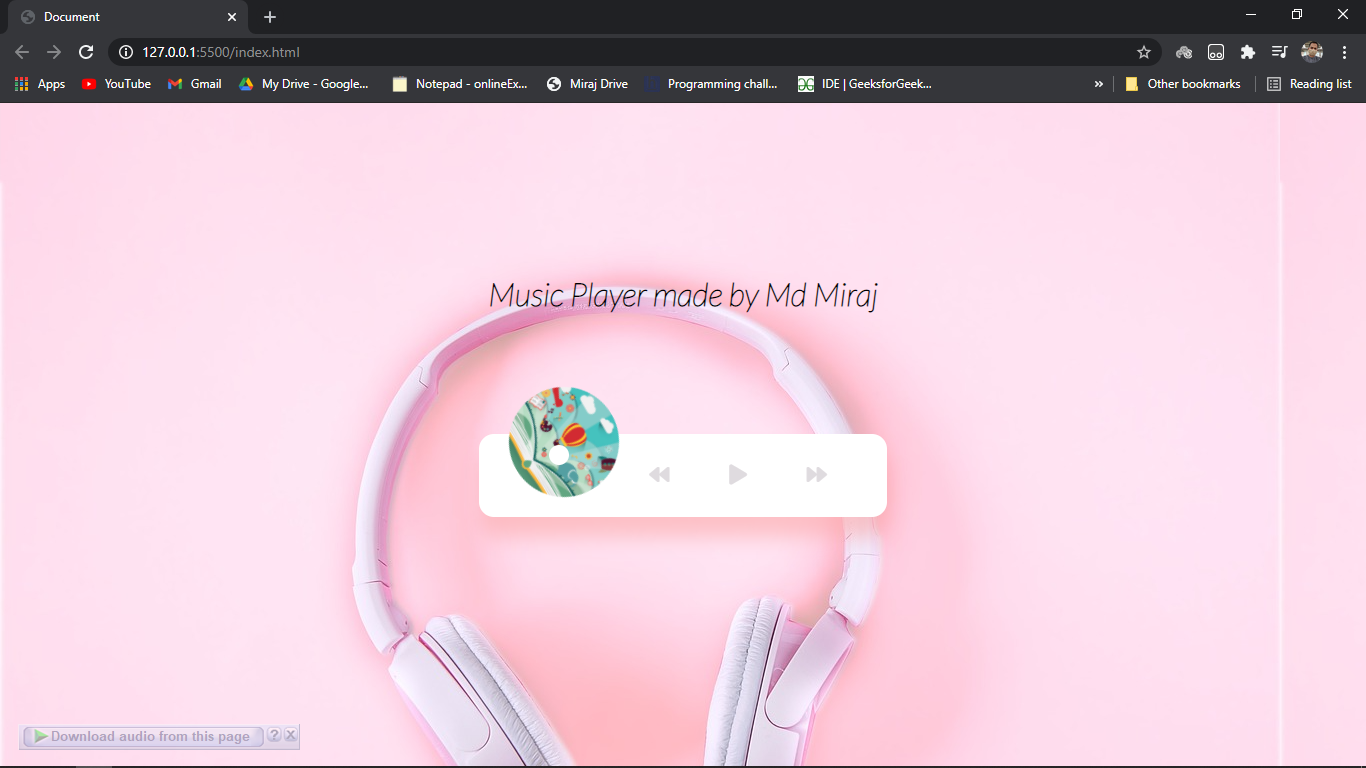 Document
127.0.0.1:5500/index.html
Apps YouTube Gmail My Drive - Google... Notepad - onlineEx... Miraj Drive Programming chall... IDE | GeeksforGeek... » Other bookmarks Reading list
Music Player made by Md Miraj
Download audio from this page ? X